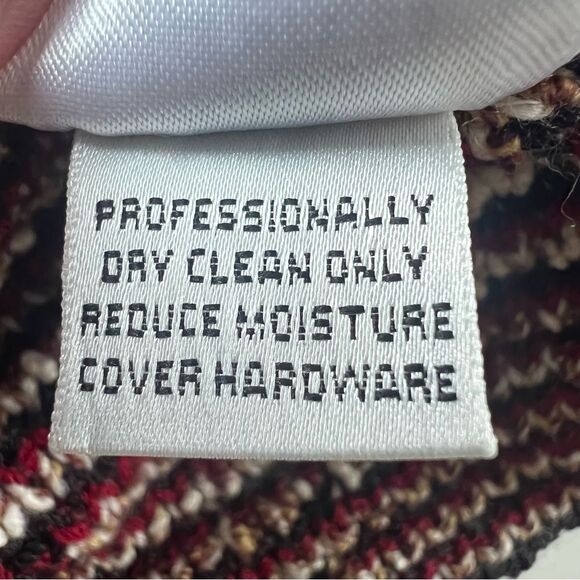 PROFESSIONALLY
DRY CLEAN ONLY
REDUCE MOISTURE
COVER HARDWARE